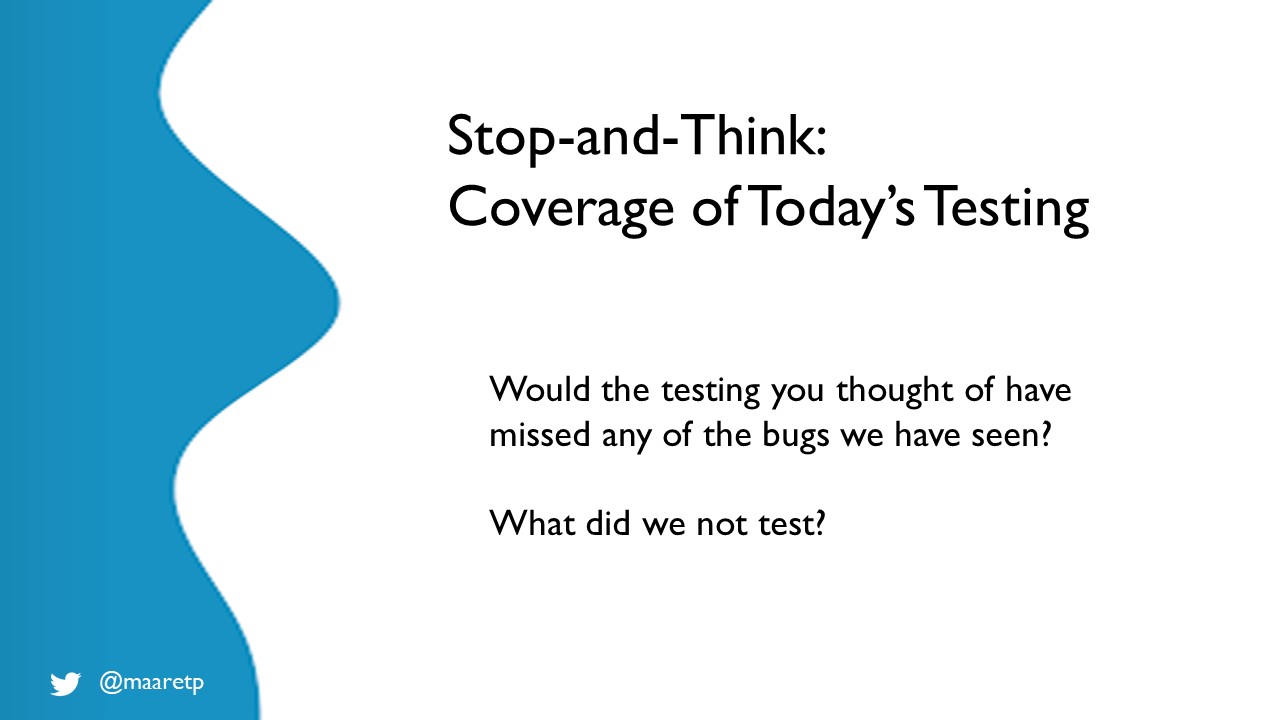 Stop-and-Think:
Coverage of Today’s Testing
Would the testing you thought of have
missed any of the bugs we have seen?
What did we not test?
@maaretp